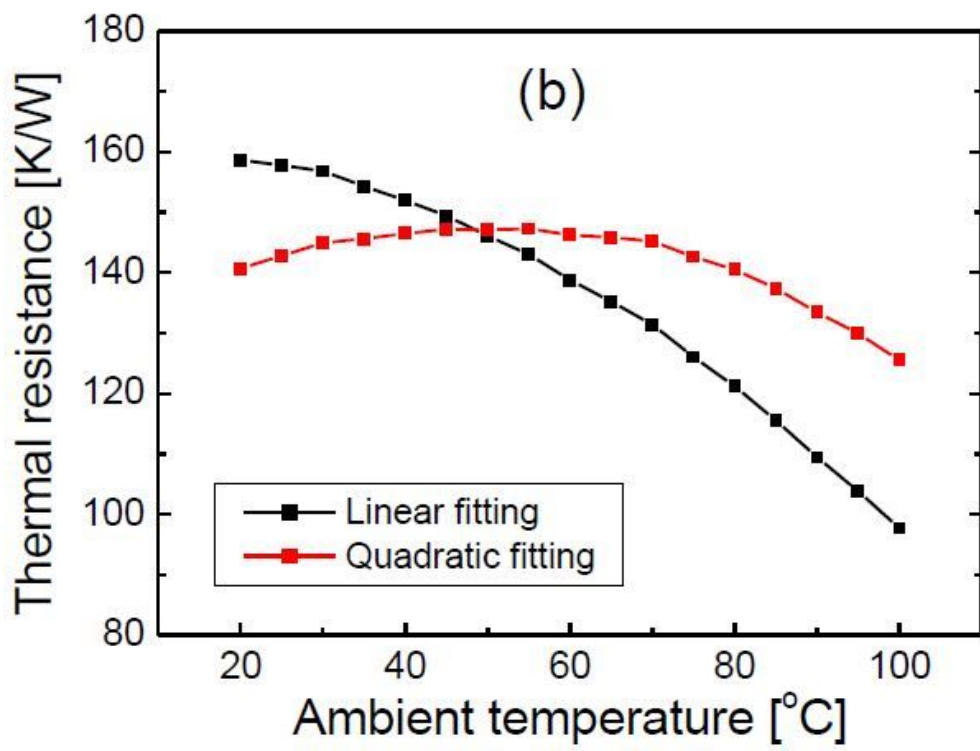 (b)
Thermal resistance [K/W]
180
160
140
120
100
80
Linear fitting
Quadratic fitting
20 40 60 80 100
Ambient temperature [°C]